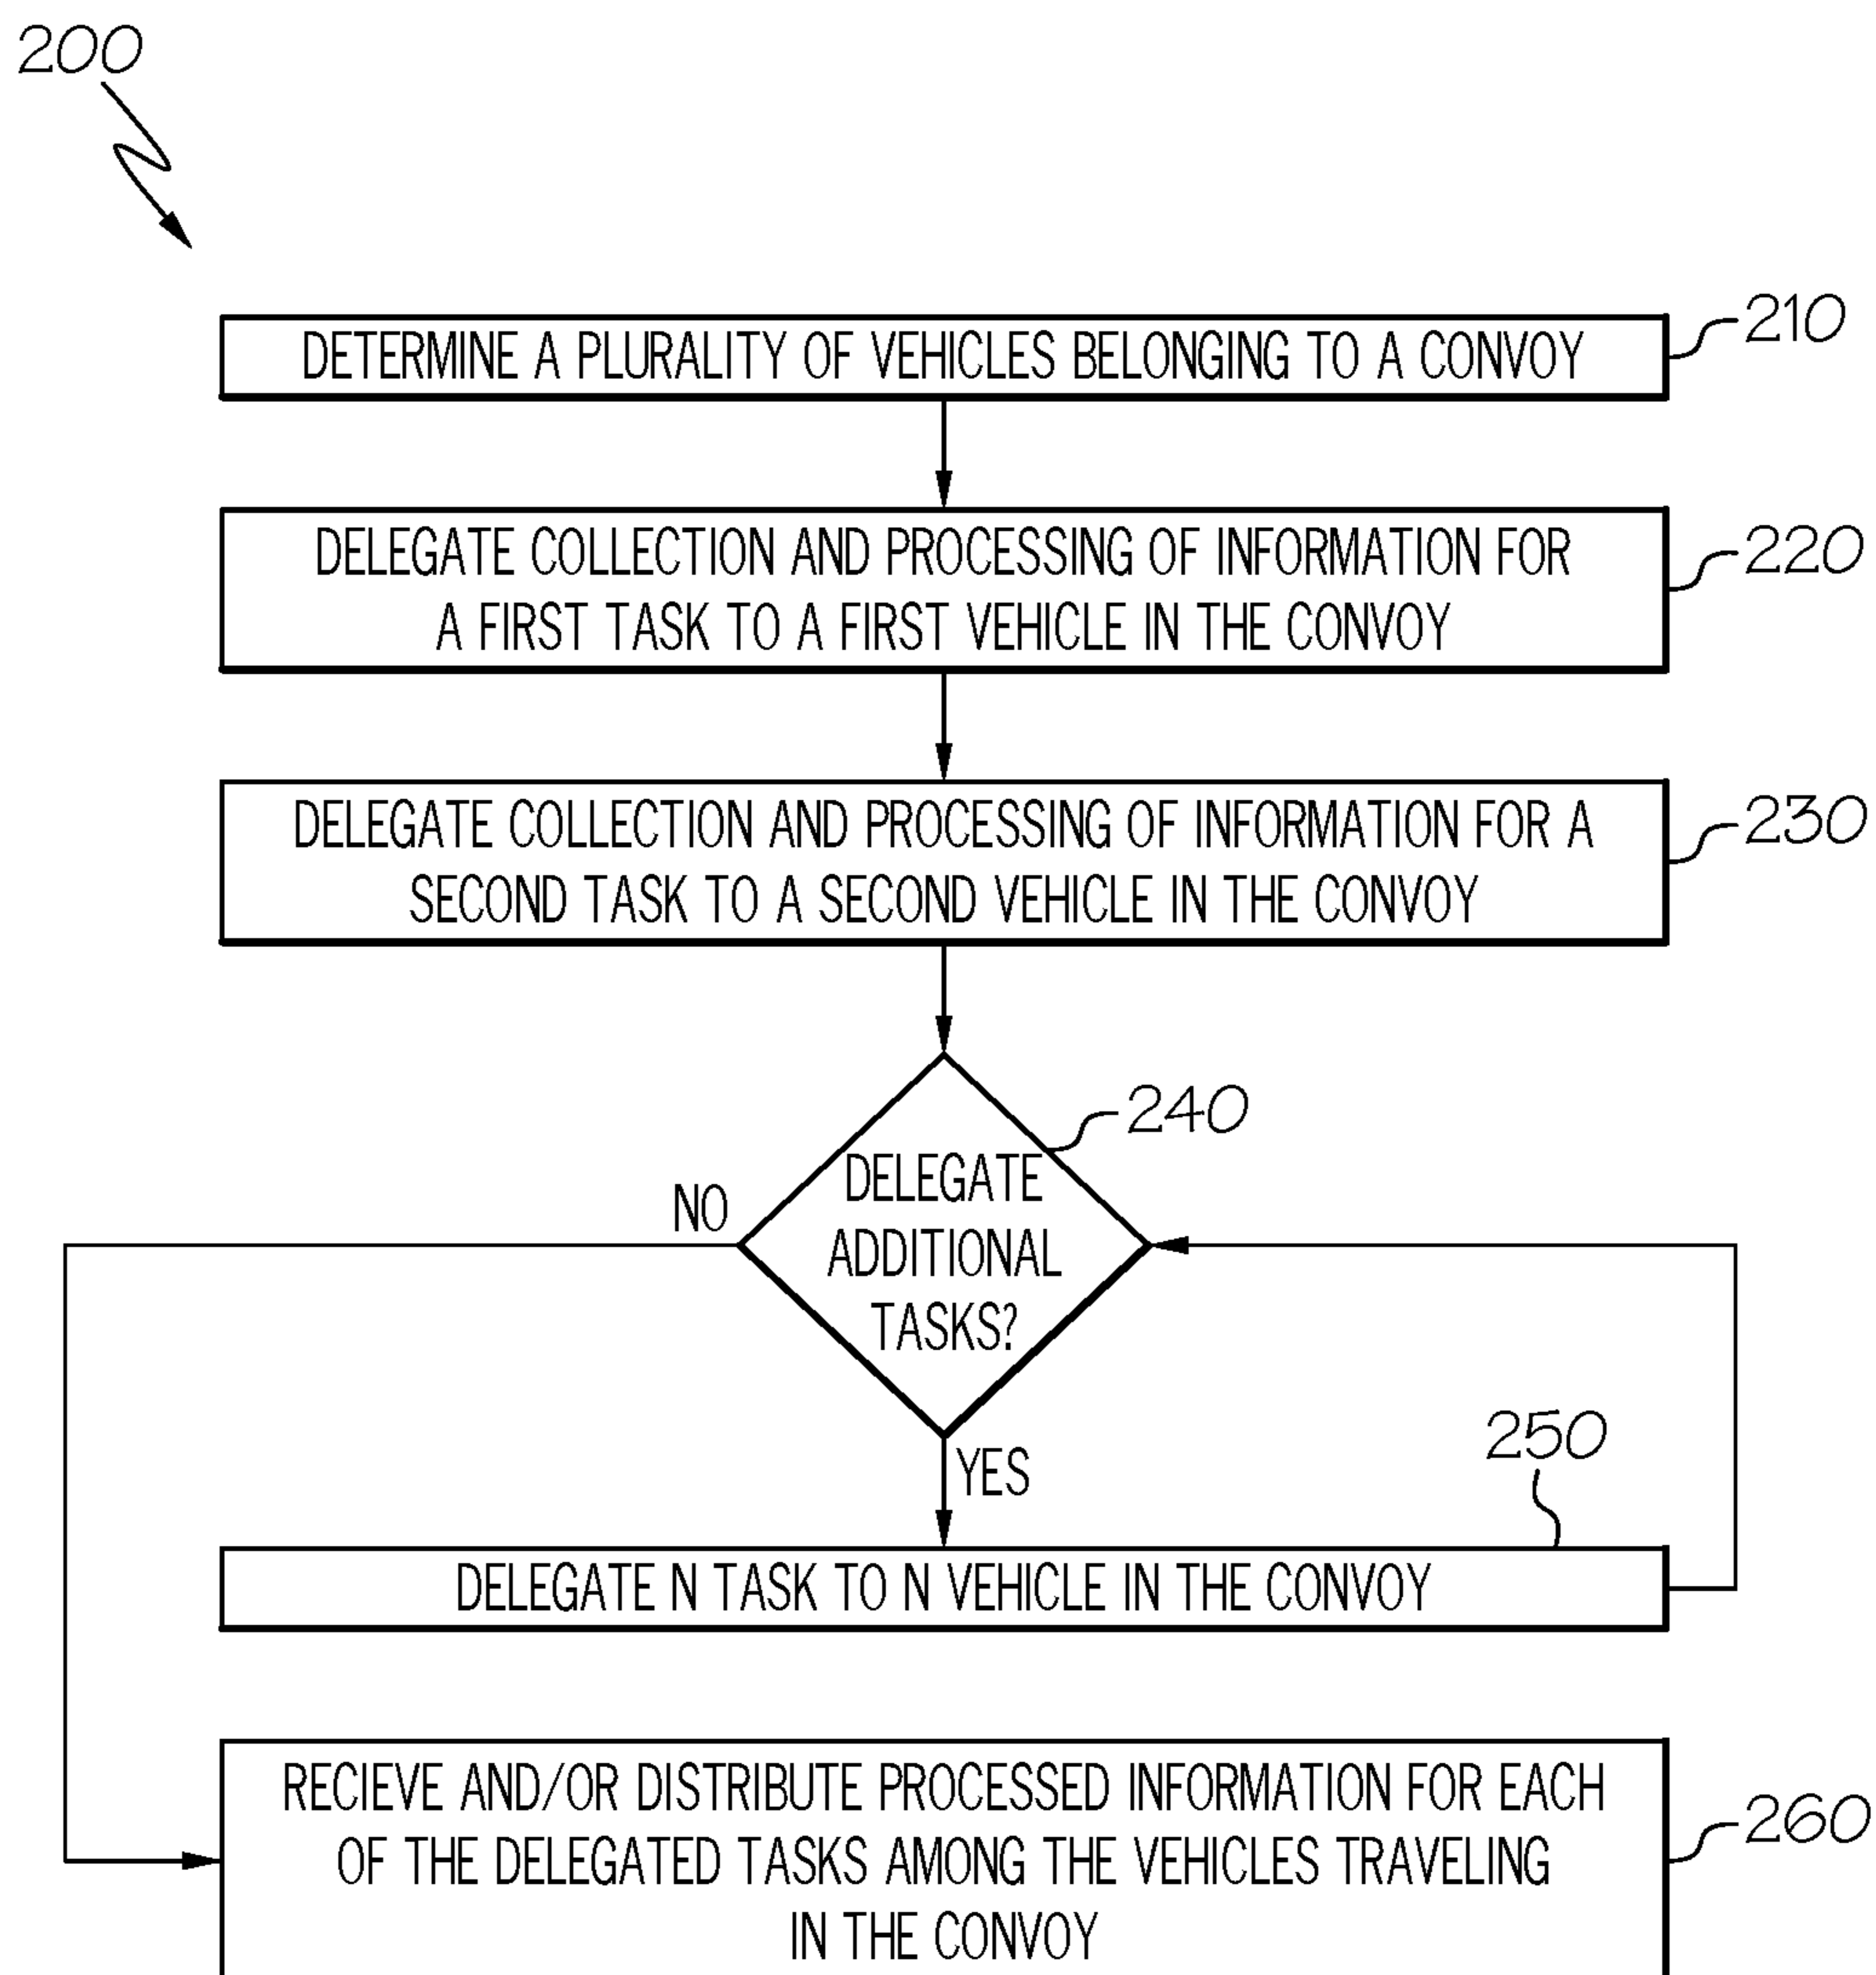 200
DETERMINE A PLURALITY OF VEHICLES BELONGING TO A CONVOY
210
DELEGATE COLLECTION AND PROCESSING OF INFORMATION FOR
A FIRST TASK TO A FIRST VEHICLE IN THE CONVOY
220
DELEGATE COLLECTION AND PROCESSING OF INFORMATION FOR A
SECOND TASK TO A SECOND VEHICLE IN THE CONVOY
230
240
DELEGATE
ADDITIONAL
TASKS?
NO
YES
250
DELEGATE N TASK TO N VEHICLE IN THE CONVOY
RECIEVE AND/OR DISTRIBUTE PROCESSED INFORMATION FOR EACH
OF THE DELEGATED TASKS AMONG THE VEHICLES TRAVELING
IN THE CONVOY
260